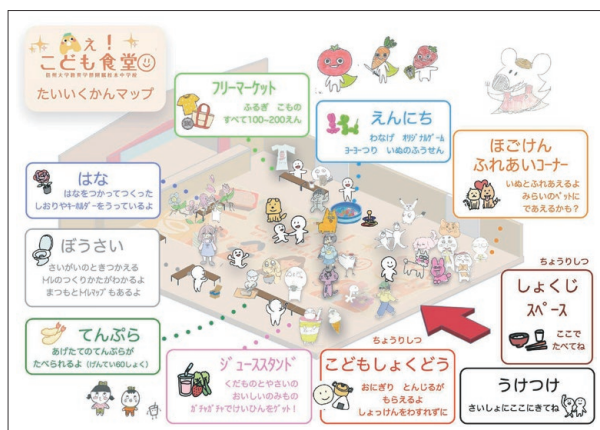 え！
こども食堂
信州大学教育学部附属松本中学校
たいいくかんマップ
フリーマーケット
ふるぎ こもの
すべて100~200えん
えんにち
わなげ オリジナルゲーム
ヨーヨーつり いぬのふうせん
ほごけん
ふれあいコーナー
いぬとふれあえるよ
みらいのペットに
であえるかも？
はな
はなをつかってつくった
しおりやキーホルダーをうっているよ
ぼうさい
さいがいのときつかえる
トイレのつくりかたがわかるよ
まつもとトイレマップもあるよ
てんぷら
あげたてのてんぷらが
たべられるよ（げんてい60しょく）
ジューススタンド
くだものとやさいの
おいしいのみもの
ガチャガチャでけいひんをゲット！
ちょうりしつ
こどもしょくどう
おにぎり とんじるが
もらえるよ
しょっけんをわすれずに
ちょうりしつ
しょくじ
スペース
ここで
たべてね
うけつけ
さいしょにここにきてね